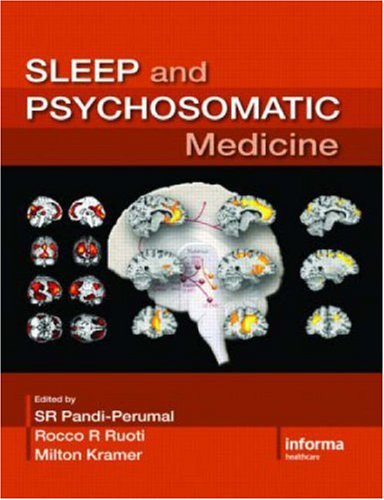 SLEEP and
PSYCHOSOMATIC
Medicine
Edited by
SR Pandi-Perumal
Rocco R Ruoti
Milton Kramer
informa
healthcare